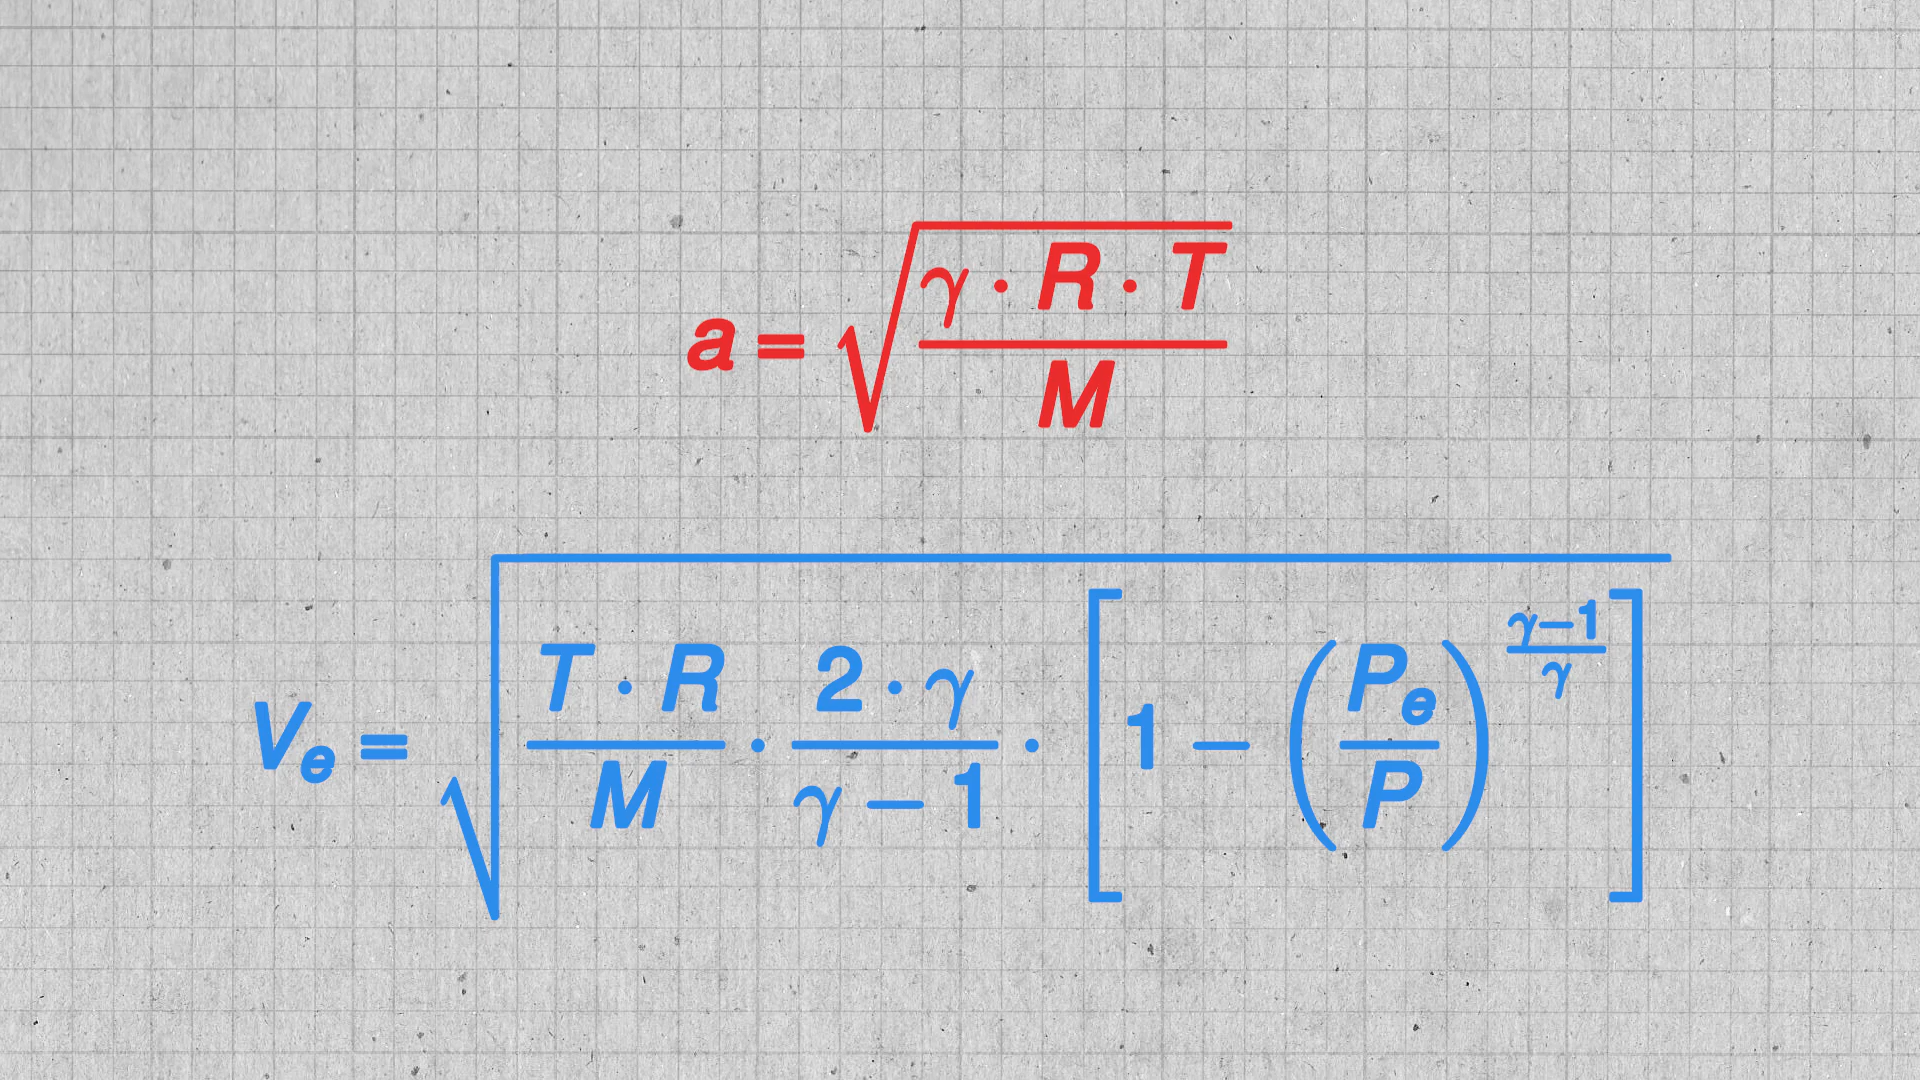 a = √(γ · R · T / M)
Vₑ = √(T · R / M · 2 · γ / (γ − 1) · [1 − (Pₑ / P)^((γ−1)/γ)])